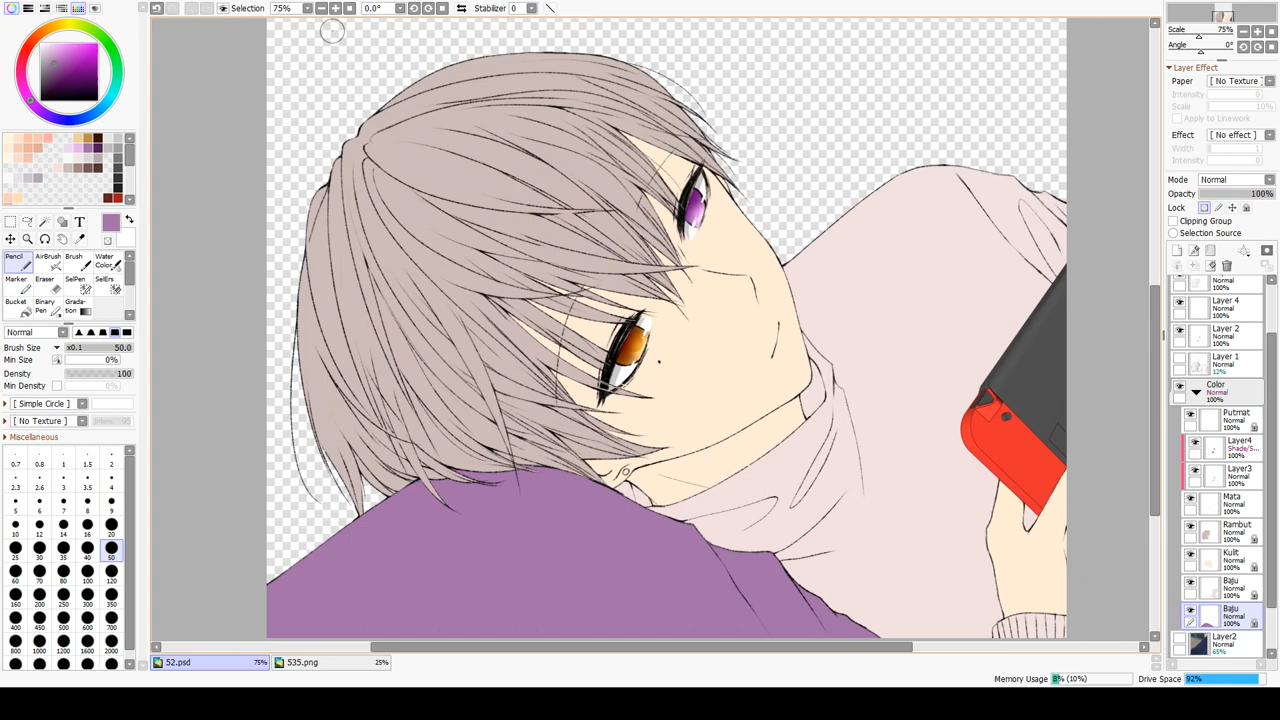 Selection 75% 0.0° Stabilizer 0
75%
Scale 75%
Angle 0°
Layer Effect
Paper [ No Texture ]
Intensity 0
Scale 10%
Apply to Linework
Effect [ No effect ]
Width 1
Intensity
Mode Normal
Opacity 100%
Lock
Clipping Group
Selection Source
T
Pencil AirBrush Brush Water Color
Marker Eraser SelPen SelErs
Bucket Binary Pen Grada- tion
Normal
Brush Size x0.1 50.0
Min Size 0%
Density 100
Min Density 0%
[ Simple Circle ]
[ No Texture ]
Miscellaneous
0.7 0.8 1 1.5 2
2.3 2.6 3 3.5 4
5 6 7 8 9
10 12 14 16 20
25 30 35 40 50
60 70 80 100 120
160 200 250 300 350
400 450 500 600 700
800 1000 1200 1600 2000
100%
Layer 4
Normal
100%
Layer 2
Normal
100%
Layer 1
Normal
12%
Color
Normal
100%
Putmat
Normal
100%
Layer4
Shade/S...
100%
Layer3
Normal
100%
Mata
Normal
100%
Rambut
Normal
100%
Kulit
Normal
100%
Baju
Normal
100%
Baju
Normal
100%
Layer2
Normal
65%
52.psd 75%
535.png 25%
Memory Usage 8% (10%) Drive Space 92%